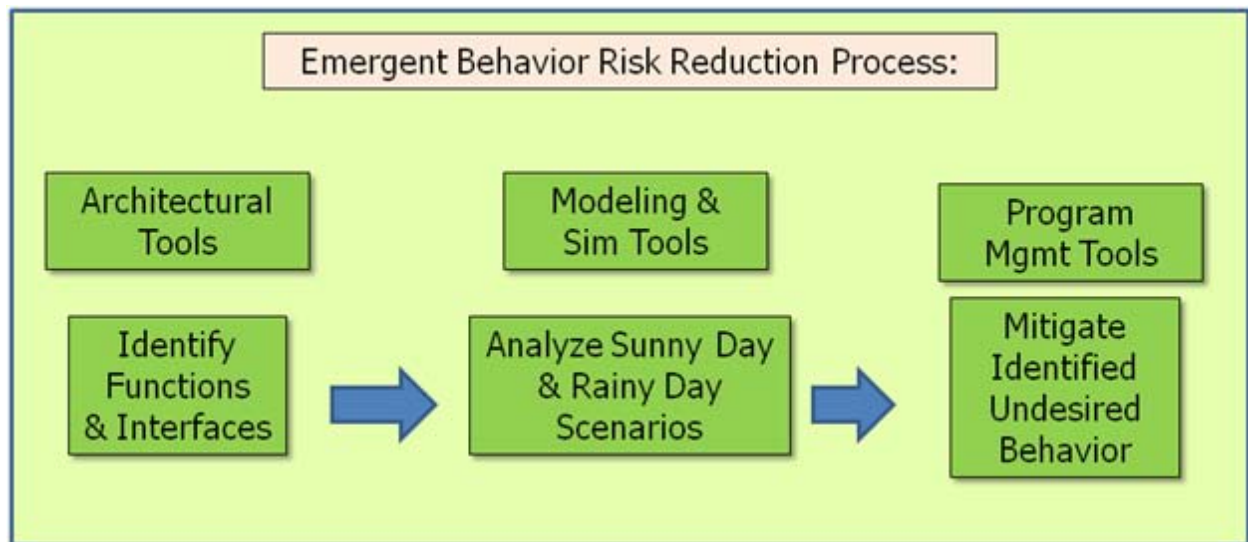 Emergent Behavior Risk Reduction Process:
Architectural
Tools
Modeling &
Sim Tools
Program
Mgmt Tools
Identify
Functions
& Interfaces
Analyze Sunny Day
& Rainy Day
Scenarios
Mitigate
Identified
Undesired
Behavior